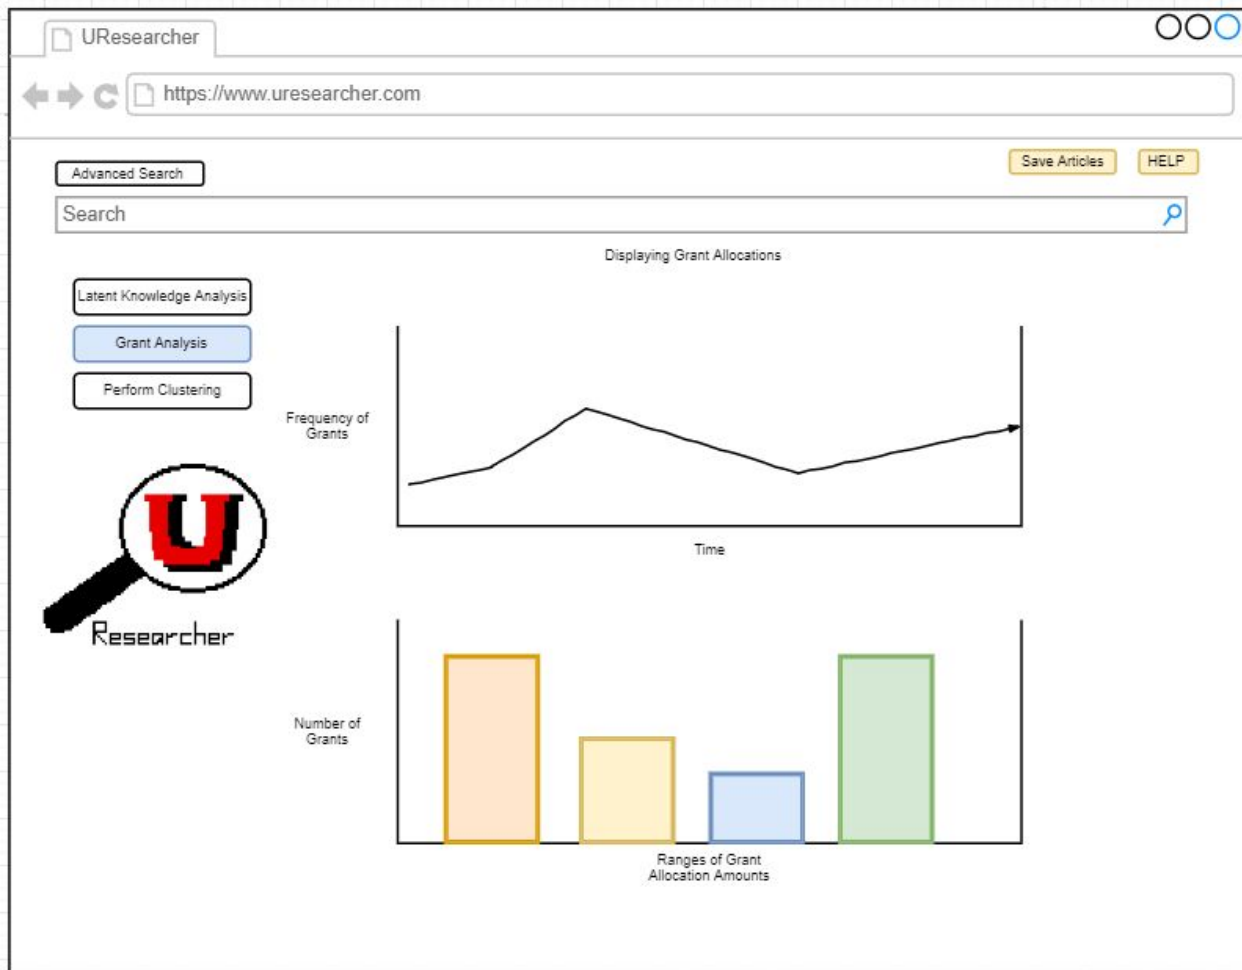 UResearcher
https://www.uresearcher.com
Advanced Search
Save Articles
HELP
Search
Displaying Grant Allocations
Latent Knowledge Analysis
Grant Analysis
Perform Clustering
Frequency of
Grants
Time
U
Researcher
Number of
Grants
Ranges of Grant
Allocation Amounts